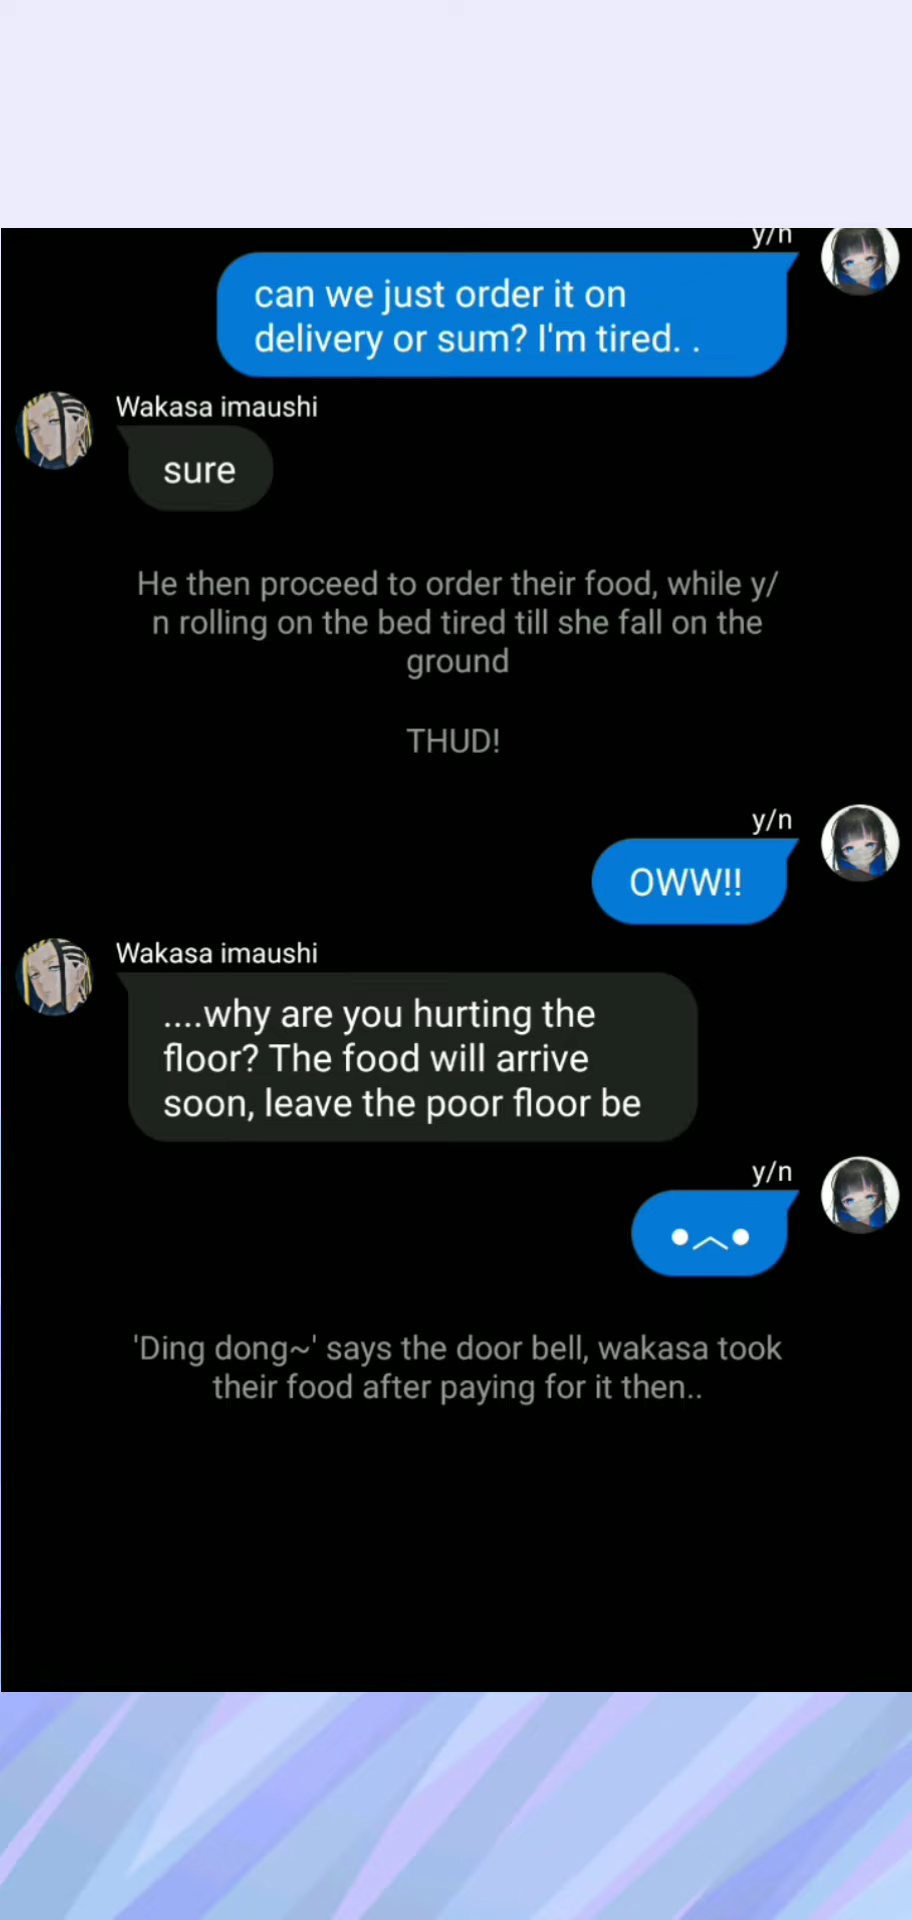 y/n
can we just order it on
delivery or sum? I'm tired. .
Wakasa imaushi
sure
He then proceed to order their food, while y/
n rolling on the bed tired till she fall on the
ground
THUD!
y/n
OWW!!
Wakasa imaushi
....why are you hurting the
floor? The food will arrive
soon, leave the poor floor be
y/n
•︿•
'Ding dong~' says the door bell, wakasa took
their food after paying for it then..